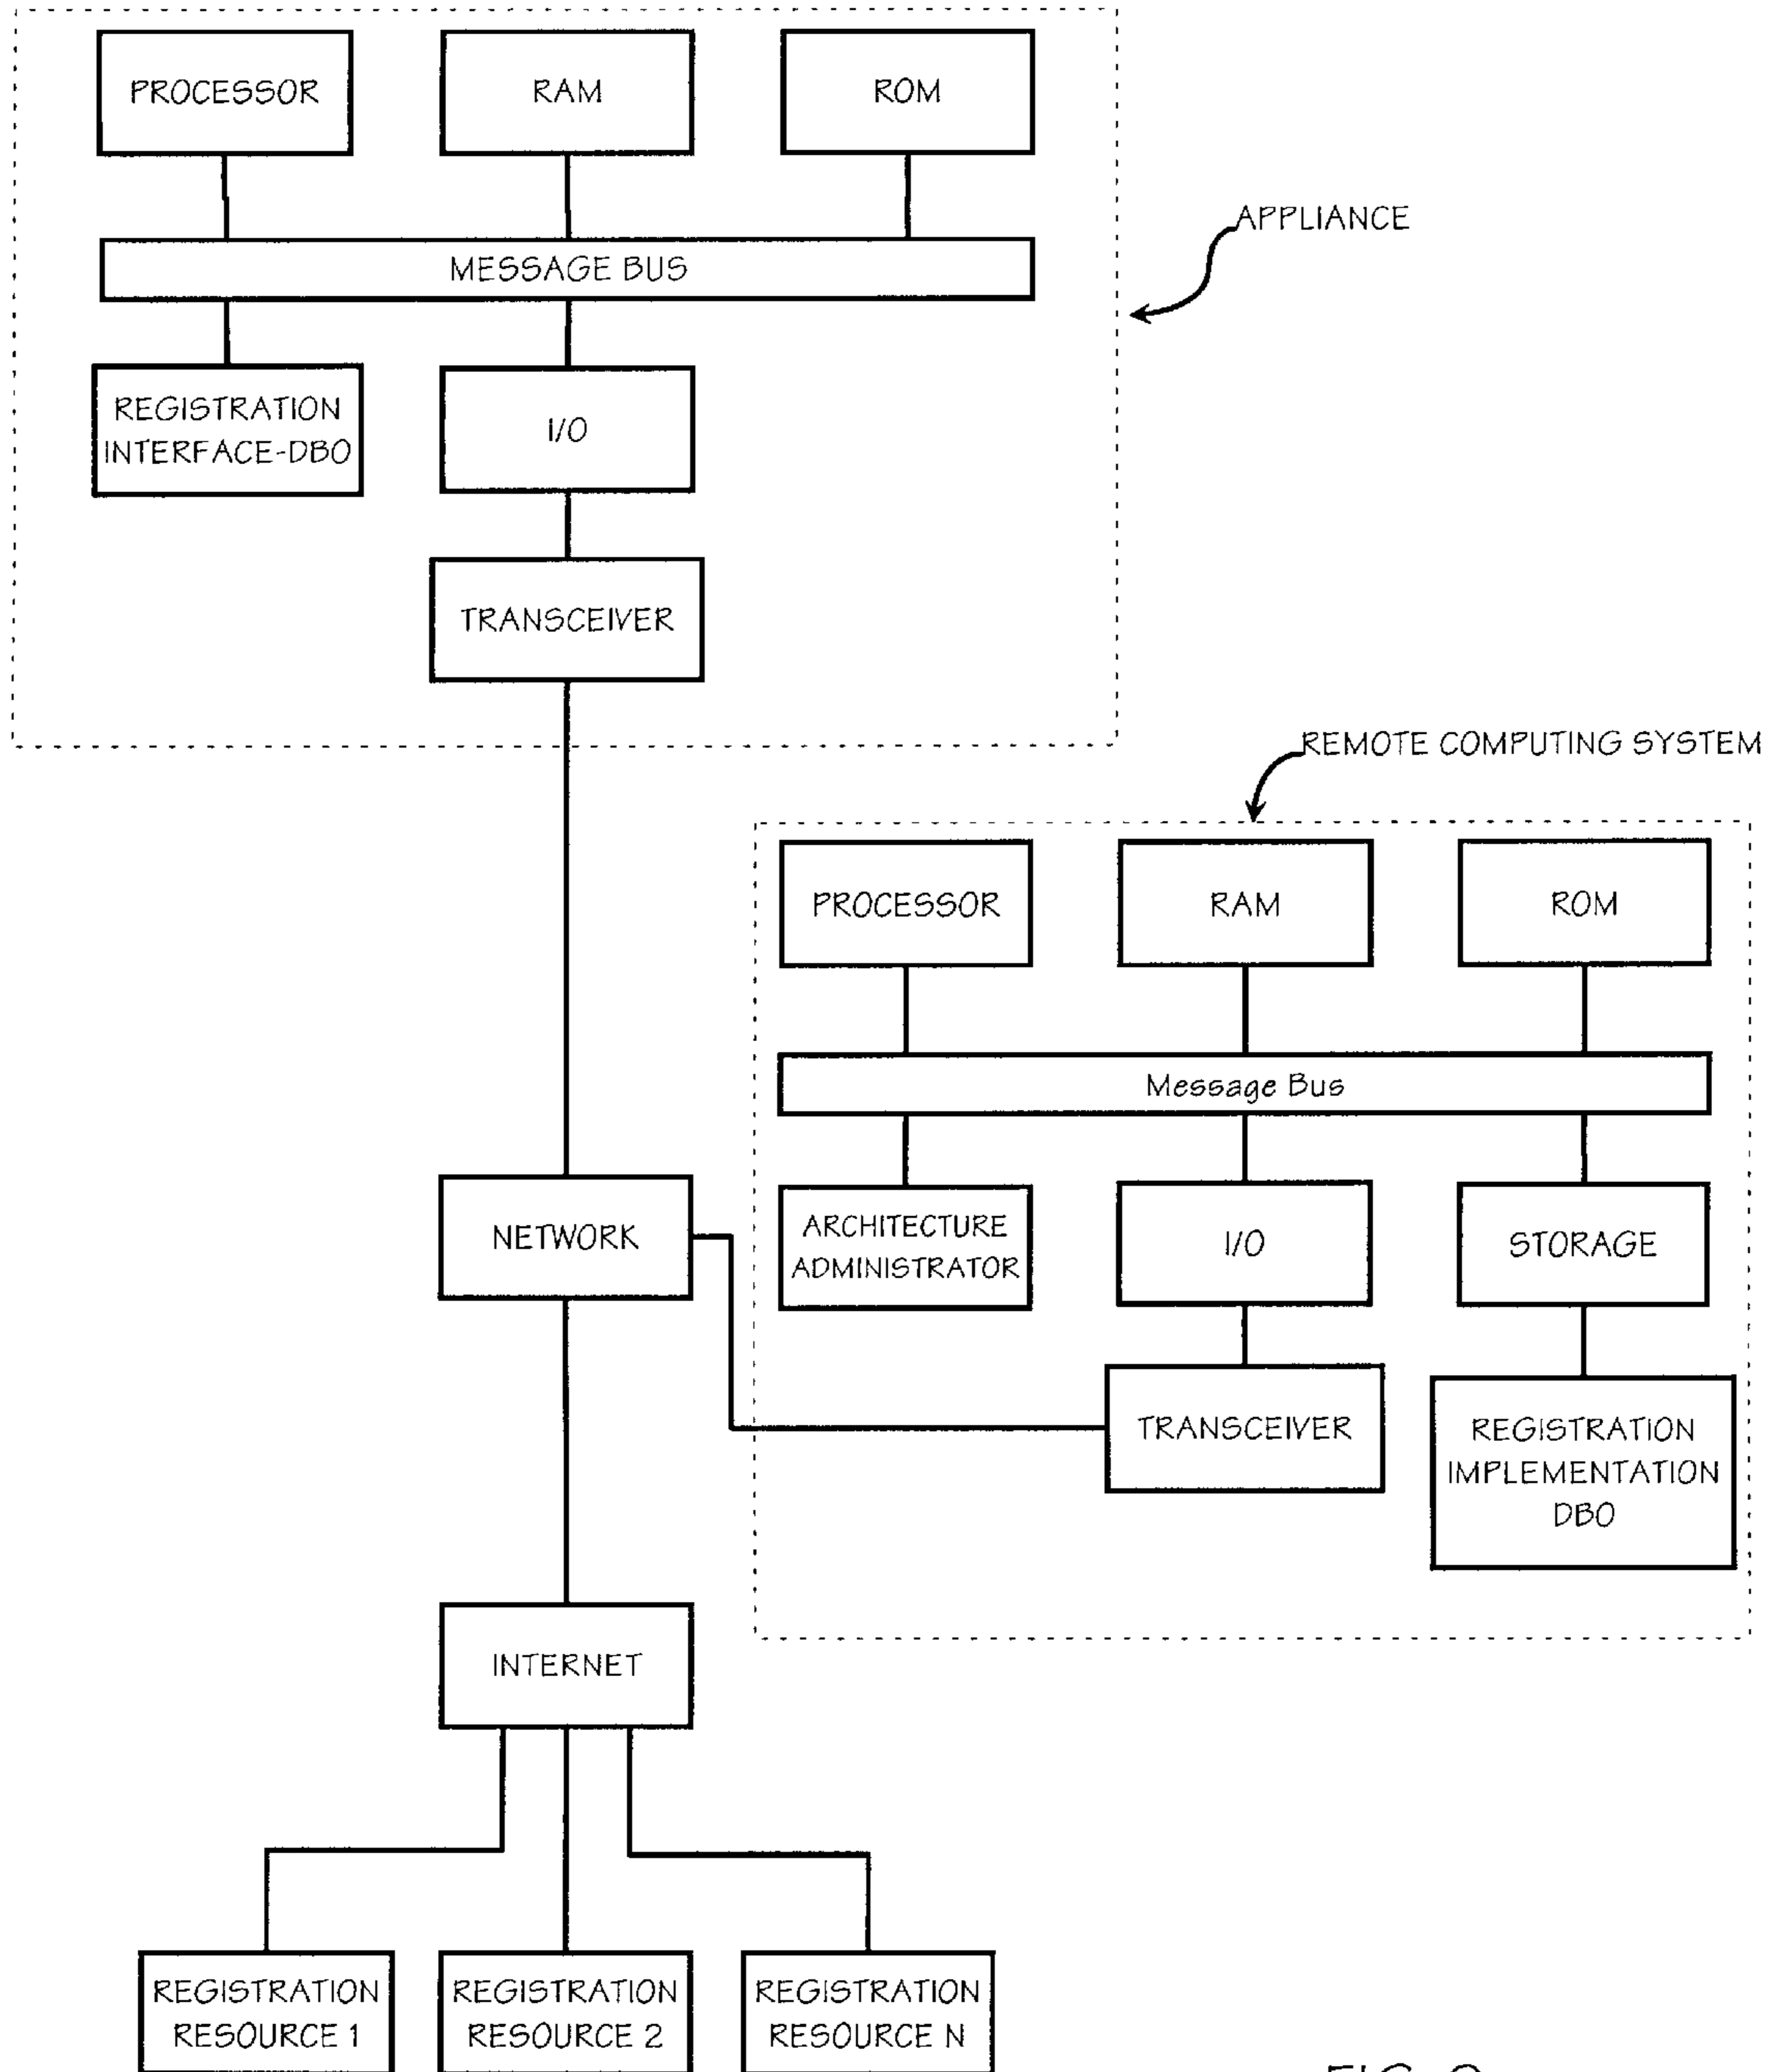 PROCESSOR
RAM
ROM
APPLIANCE
MESSAGE BUS
REGISTRATION
INTERFACE-DBO
I/O
TRANSCEIVER
REMOTE COMPUTING SYSTEM
PROCESSOR
RAM
ROM
Message Bus
NETWORK
ARCHITECTURE
ADMINISTRATOR
I/O
STORAGE
TRANSCEIVER
REGISTRATION
IMPLEMENTATION
DBO
INTERNET
REGISTRATION
RESOURCE 1
REGISTRATION
RESOURCE 2
REGISTRATION
RESOURCE N